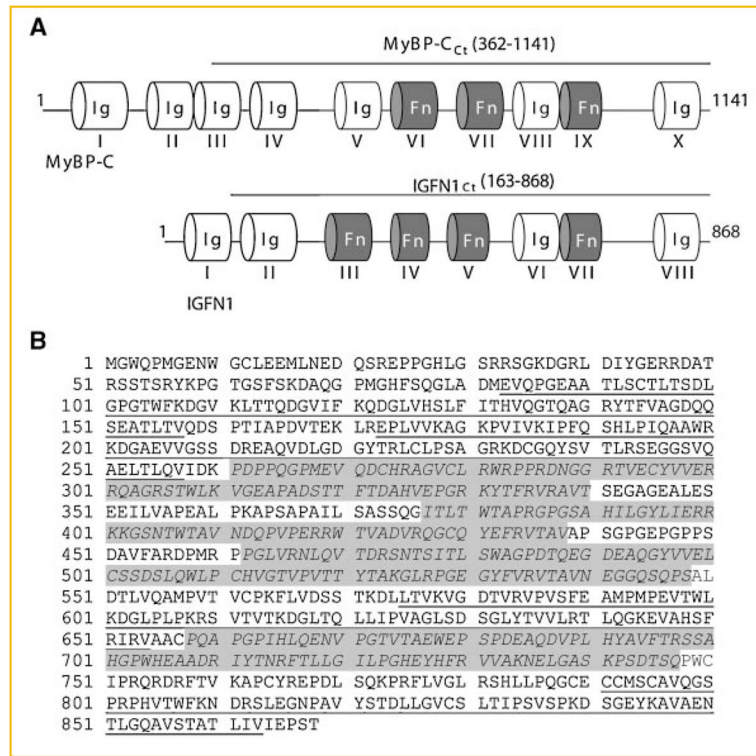 A
MyBP-C Ct (362-1141)
1 Ig Ig Ig Ig Ig Fn Fn Ig Fn Ig 1141
I II III IV V VI VII VIII IX X
MyBP-C
IGFN1 Ct (163-868)
1 Ig Ig Fn Fn Fn Ig Fn Ig 868
I II III IV V VI VII VIII
IGFN1
B
1 MGWQPMGENW GCLEEMLNED QSREPPGHLG SRRSGKDGRL DIYGERRDAT
51 RSSTSRYKPG TGSFSKDAQG PMGHFSQGLA DMEVQPGEAA TLSCTLTSDL
101 GPGTWFKDGV KLTTQDGVIF KQDGLVHSLF ITHVQGTQAG RYTFVAGDQQ
151 SEATLTVQDS PTIAPDVTEK LREPLVVKAG KPVIVKIPFQ SHLPIQAAWR
201 KDGAEVVGSS DREAQVDLGD GYTRLCLPSA GRKDCGQYSV TLRSEGGSVQ
251 AELTLQVIDK PDPPQGPMEV QDCHRAGVCL RWRPPRDNGG RTVECYVVER
301 RQAGRSTWLK VGEAPADSTT FTDAHVEPGR KYTFRVRAVT SEGAGEALES
351 EEILVAPEAL PKAPSAPAIL SASSQGITLT WTAPRGPGSA HILGYLIERR
401 KKGSNTWTAV NDQPVPERRW TVADVRQGCQ YEFRVTAVAP SGPGEPGPPS
451 DAVFARDPMR PPGLVRNLQV TDRSNTSITL SWAGPDTQEG DEAQGYVVEL
501 CSSDSLQWLP CHVGTVPVTT YTAKGLRPGE GYFVRVTAVN EGGQSQPSAL
551 DTLVQAMPVT VCPKFLVDSS TKDLLTVKVG DTVRVPVSFE AMPMPEVTWL
601 KDGLPLPKRS VTVTKDGLTQ LLIPVAGLSD SGLYTVVLRT LQGKEVAHSF
651 RIRVAACPQA PGPIHLQENV PGTVTAEWEP SPDEAQDVPL HYAVFTRSSA
701 HGPWHEAADR IYTNRFTLLG ILPGHEYHFR VVAKNELGAS KPSDTSQPWC
751 IPRQRDRFTV KAPCYREPDL SQKPRFLVGL RSHLLPQGCE CCMSCAVQGS
801 PRPHVTWFKN DRSLEGNPAV YSTDLLGVCS LTIPSVSPKD SGEYKAVAEN
851 TLGQAVSTAT LIVIEPST